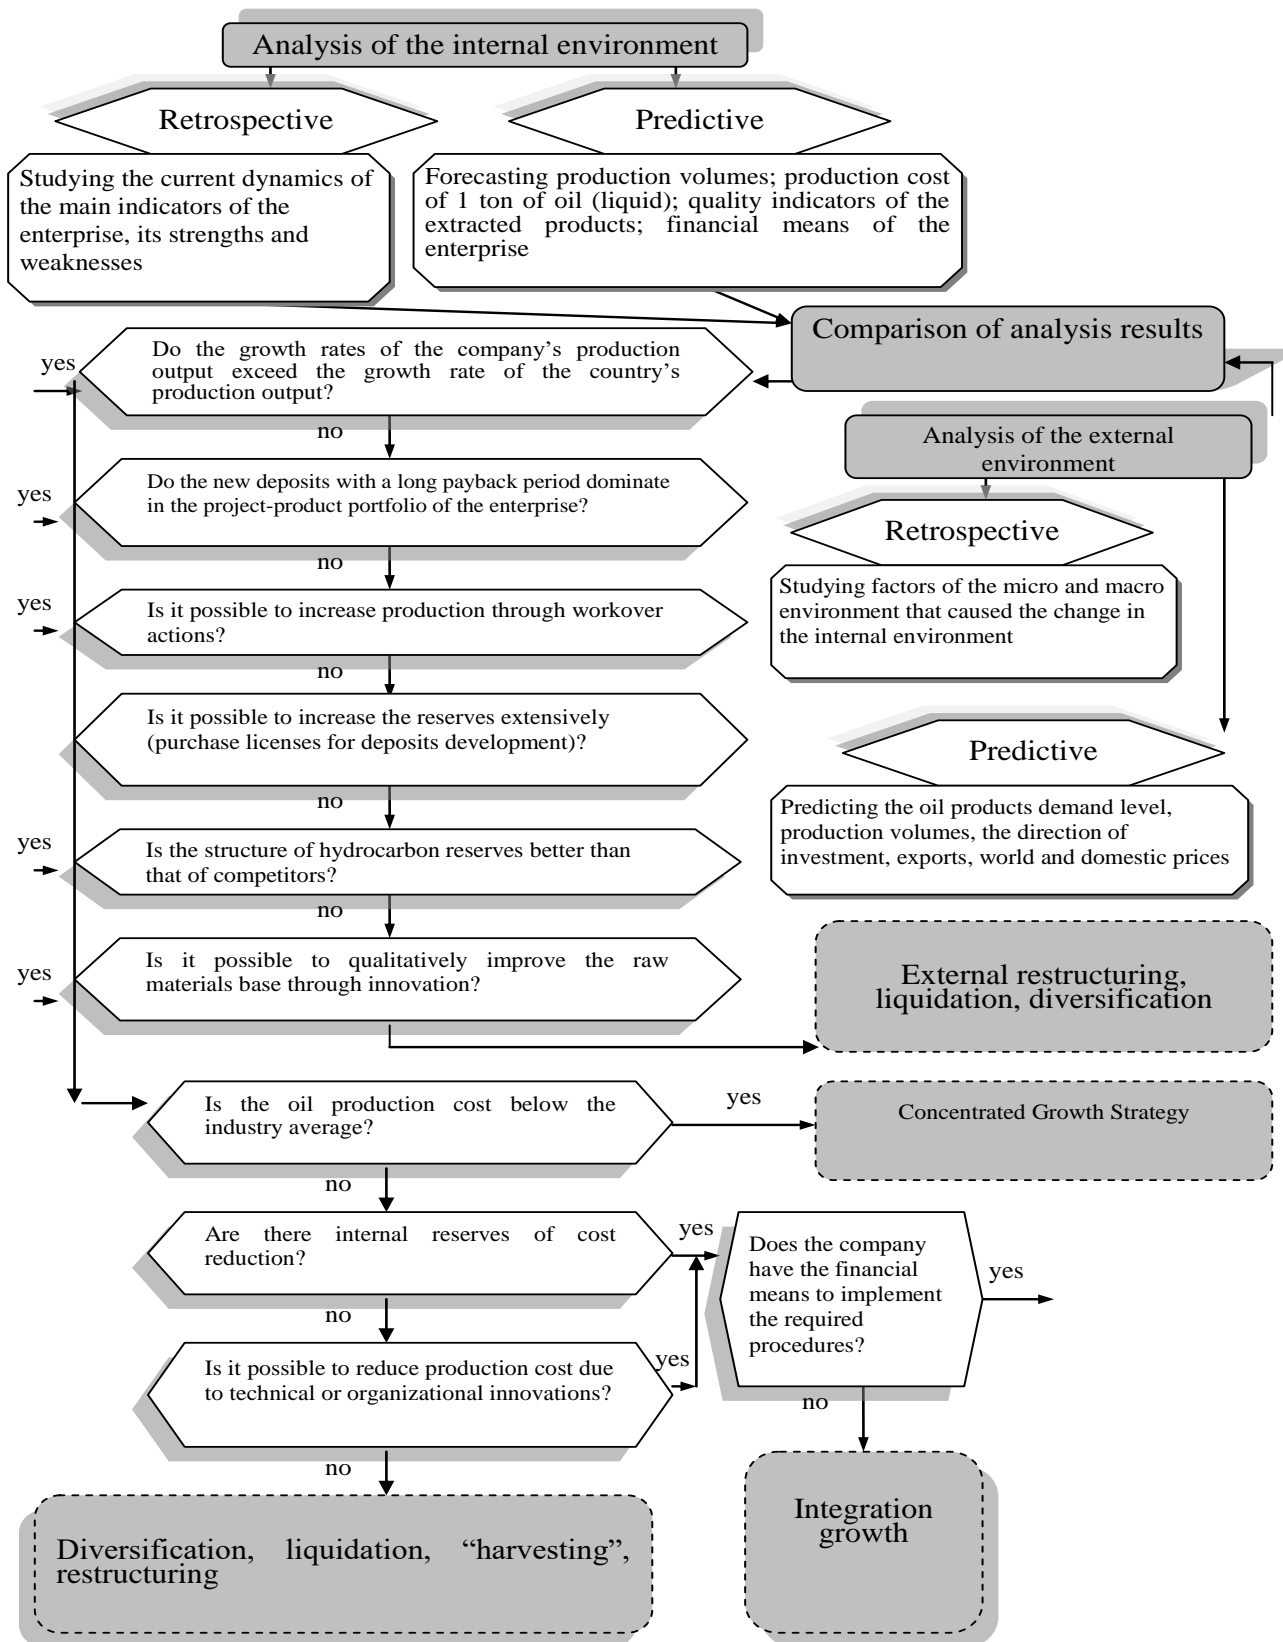 Analysis of the internal environment
Retrospective
Predictive
Studying the current dynamics of
the main indicators of the
enterprise, its strengths and
weaknesses
Forecasting production volumes; production cost
of 1 ton of oil (liquid); quality indicators of the
extracted products; financial means of the
enterprise
Comparison of analysis results
yes
Do the growth rates of the company’s production
output exceed the growth rate of the country’s
production output?
no
Analysis of the external
environment
yes
Do the new deposits with a long payback period dominate
in the project-product portfolio of the enterprise?
no
Retrospective
Studying factors of the micro and macro
environment that caused the change in
the internal environment
yes
Is it possible to increase production through workover
actions?
no
Is it possible to increase the reserves extensively
(purchase licenses for deposits development)?
no
Predictive
Predicting the oil products demand level,
production volumes, the direction of
investment, exports, world and domestic prices
yes
Is the structure of hydrocarbon reserves better than
that of competitors?
no
yes
Is it possible to qualitatively improve the raw
materials base through innovation?
External restructuring,
liquidation, diversification
Is the oil production cost below the
industry average?
yes
Concentrated Growth Strategy
no
Are there internal reserves of cost
reduction?
yes
Does the company
have the financial
means to implement
the required
procedures?
yes
no
Is it possible to reduce production cost due
to technical or organizational innovations?
yes
no
no
Integration
growth
Diversification, liquidation, “harvesting”,
restructuring